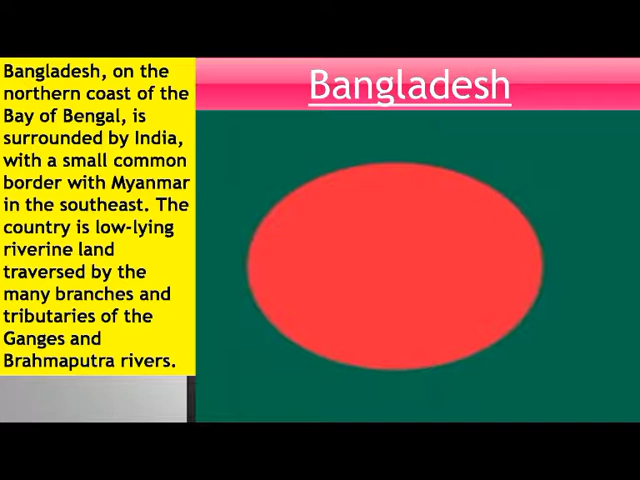 Bangladesh
Bangladesh, on the
northern coast of the
Bay of Bengal, is
surrounded by India,
with a small common
border with Myanmar
in the southeast. The
country is low-lying
riverine land
traversed by the
many branches and
tributaries of the
Ganges and
Brahmaputra rivers.